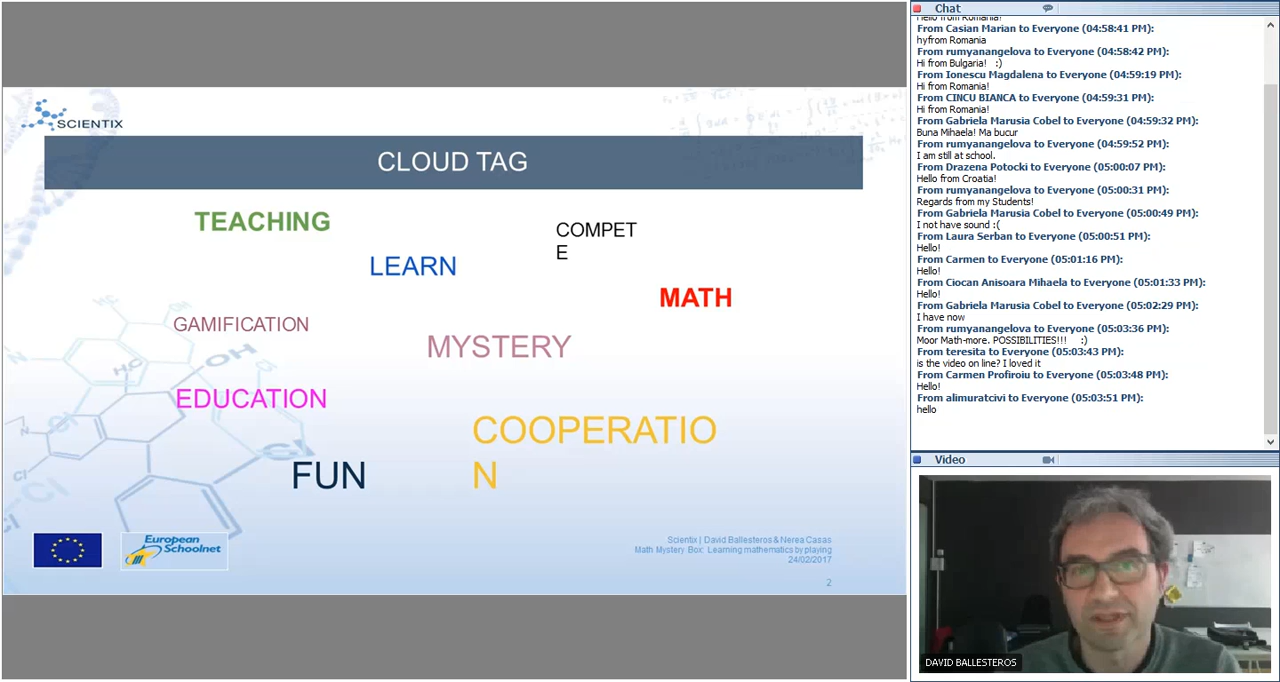 SCIENTIX
CLOUD TAG
TEACHING
COMPET
E
LEARN
MATH
GAMIFICATION
MYSTERY
EDUCATION
COOPERATIO
N
FUN
European
Schoolnet
Scientix | David Ballesteros & Nerea Casas
Math Mystery Box: Learning mathematics by playing
24/02/2017
2
Chat
Hello from Romania!
From Casian Marian to Everyone (04:58:41 PM):
hyfrom Romania
From rumyanangelova to Everyone (04:58:42 PM):
Hi from Bulgaria! :)
From Ionescu Magdalena to Everyone (04:59:19 PM):
Hi from Romania!
From CINCU BIANCA to Everyone (04:59:31 PM):
Hi from Romania!
From Gabriela Marusia Cobel to Everyone (04:59:32 PM):
Buna Mihaela! Ma bucur
From rumyanangelova to Everyone (04:59:52 PM):
I am still at school.
From Drazena Potocki to Everyone (05:00:07 PM):
Hello from Croatia!
From rumyanangelova to Everyone (05:00:31 PM):
Regards from my Students!
From Gabriela Marusia Cobel to Everyone (05:00:49 PM):
I not have sound :(
From Laura Serban to Everyone (05:00:51 PM):
Hello!
From Carmen to Everyone (05:01:16 PM):
Hello!
From Ciocan Anisoara Mihaela to Everyone (05:01:33 PM):
Hello!
From Gabriela Marusia Cobel to Everyone (05:02:29 PM):
I have now
From rumyanangelova to Everyone (05:03:36 PM):
Moor Math-more. POSSIBILITIES!!! :)
From teresita to Everyone (05:03:43 PM):
is the video on line? I loved it
From Carmen Profiroiu to Everyone (05:03:48 PM):
Hello!
From alimuratcivi to Everyone (05:03:51 PM):
hello
Video
DAVID BALLESTEROS